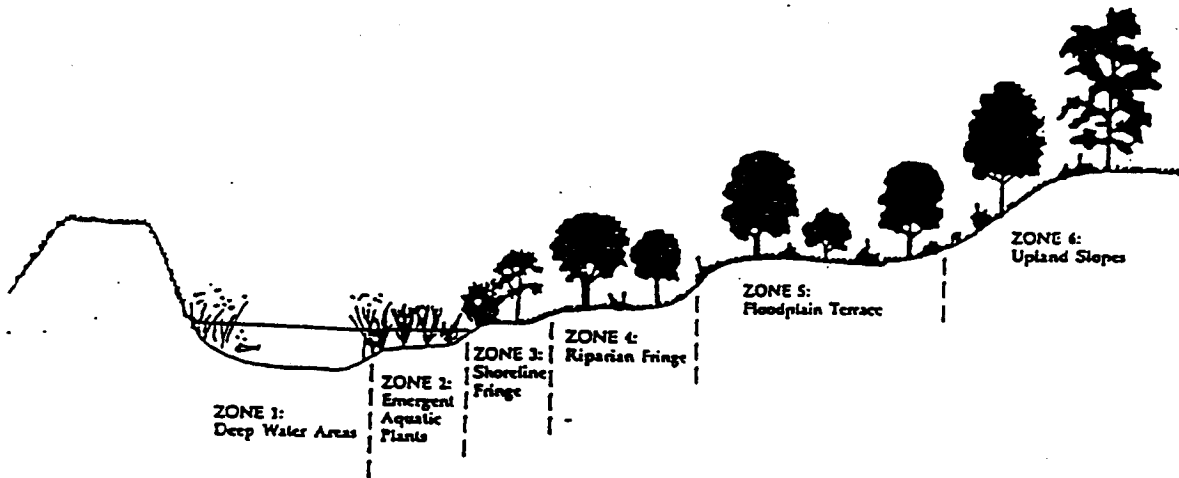 ZONE 1:
Deep Water Areas
ZONE 2:
Emergent
Aquatic
Plants
ZONE 3:
Shoreline
Fringe
ZONE 4:
Riparian Fringe
ZONE 5:
Floodplain Terrace
ZONE 6:
Upland Slopes